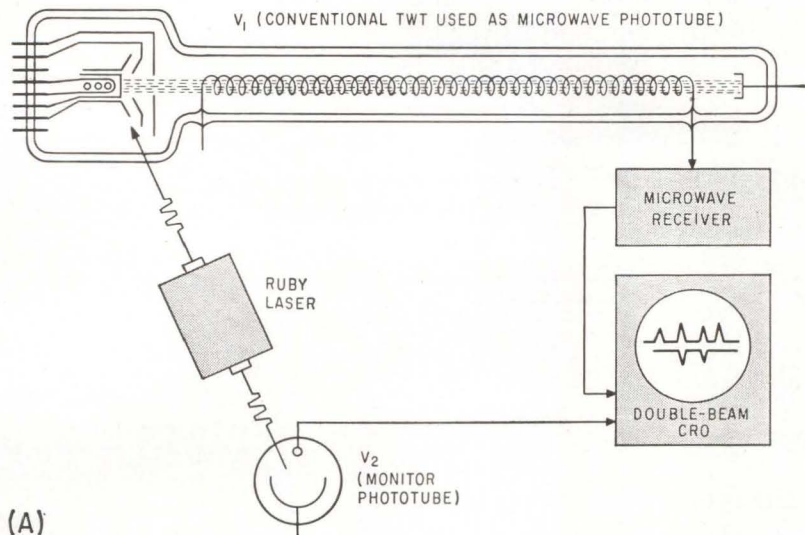 V1 (CONVENTIONAL TWT USED AS MICROWAVE PHOTOTUBE)
MICROWAVE
RECEIVER
RUBY
LASER
DOUBLE-BEAM
CRO
V2
(MONITOR
PHOTOTUBE)
(A)